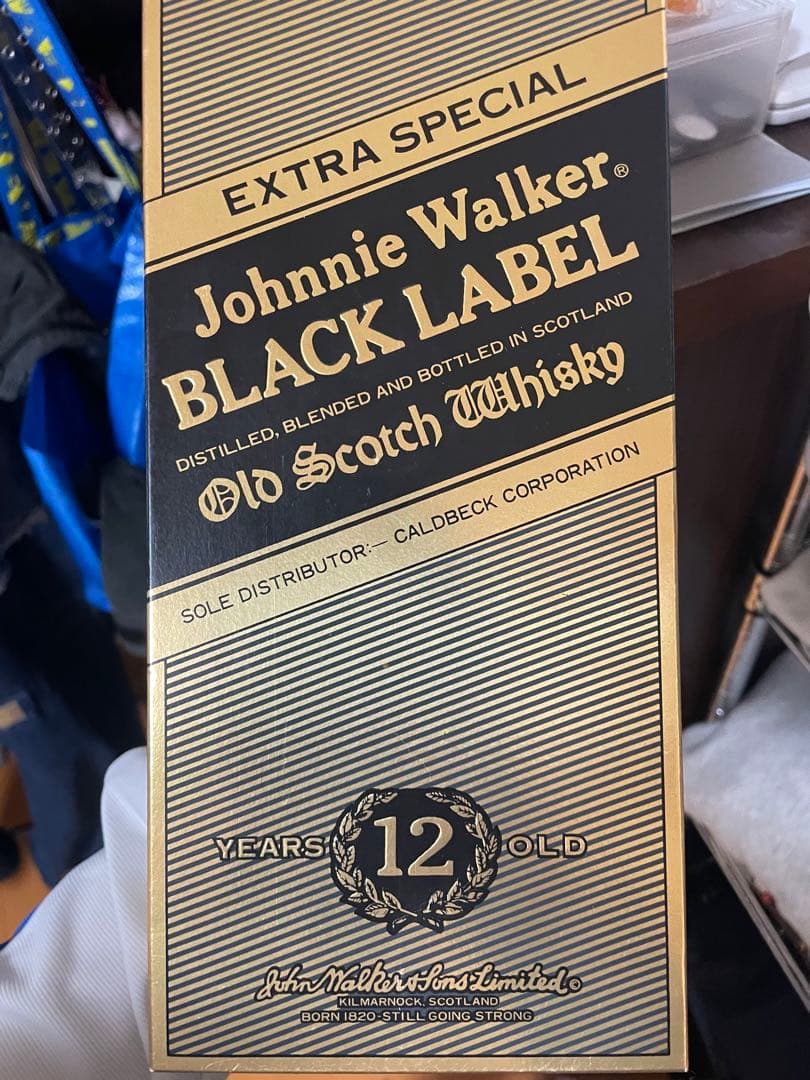 EXTRA SPECIAL
Johnnie Walker®
BLACK LABEL
DISTILLED, BLENDED AND BOTTLED IN SCOTLAND
Old Scotch Whisky
SOLE DISTRIBUTOR:— CALDBECK CORPORATION
YEARS 12 OLD
John Walker & Sons Limited©
KILMARNOCK, SCOTLAND
BORN 1820-STILL GOING STRONG